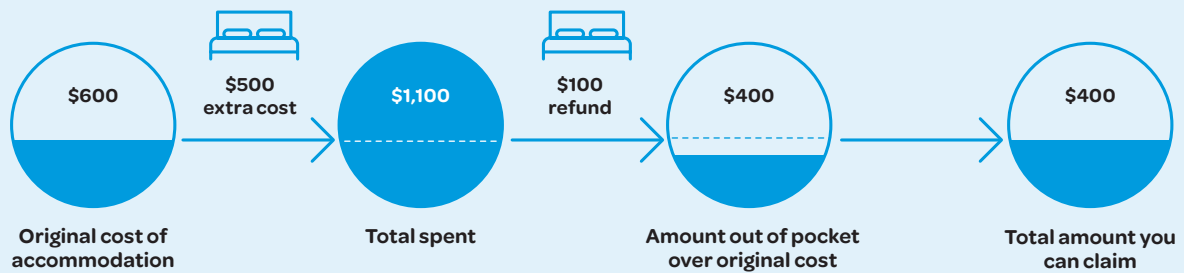 $600
$500
extra cost
$1,100
$100
refund
$400
$400
Original cost of
accommodation
Total spent
Amount out of pocket
over original cost
Total amount you
can claim